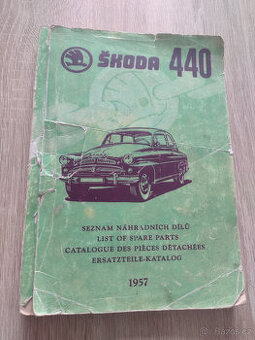 ŠKODA 440
SEZNAM NÁHRADNÍCH DÍLŮ
LIST OF SPARE PARTS
CATALOGUE DES PIÈCES DÉTACHÉES
ERSATZTEILE-KATALOG
1957